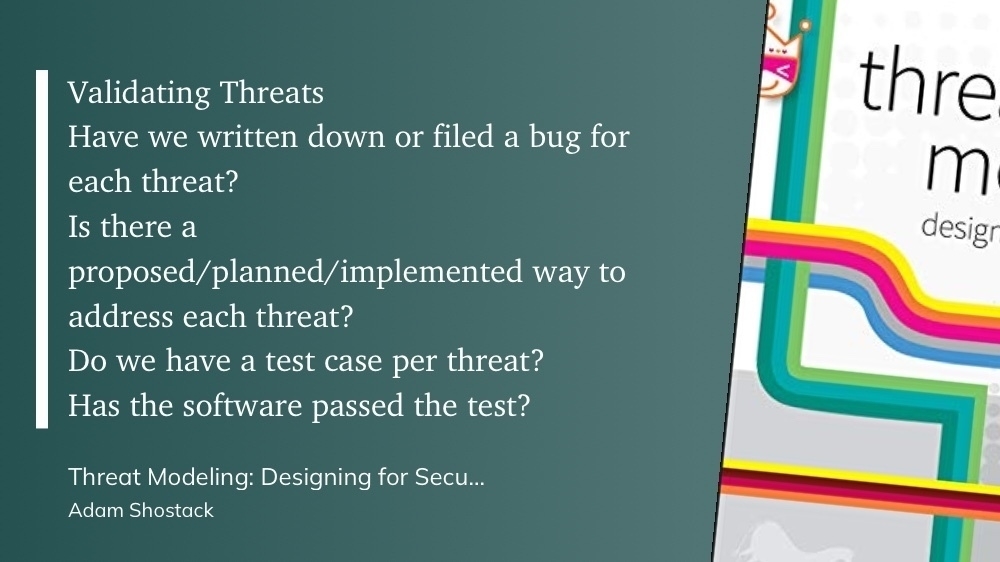 Validating Threats
Have we written down or filed a bug for
each threat?
Is there a
proposed/planned/implemented way to
address each threat?
Do we have a test case per threat?
Has the software passed the test?
Threat Modeling: Designing for Secu...
Adam Shostack
threa
mo
design